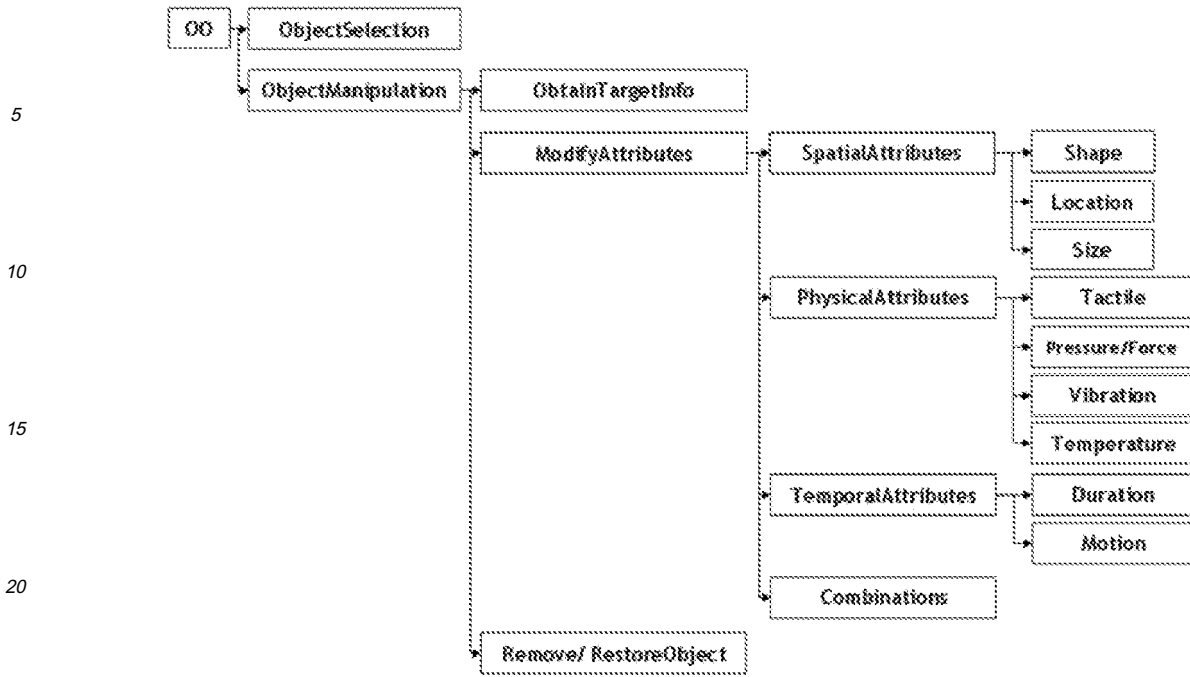 OO
ObjectSelection
ObjectManipulation
ObtainTargetInfo
5
ModifyAttributes
SpatialAttributes
Shape
Location
Size
10
PhysicalAttributes
Tactile
Pressure/Force
Vibration
15
Temperature
TemporalAttributes
Duration
Motion
20
Combinations
Remove/ RestoreObject